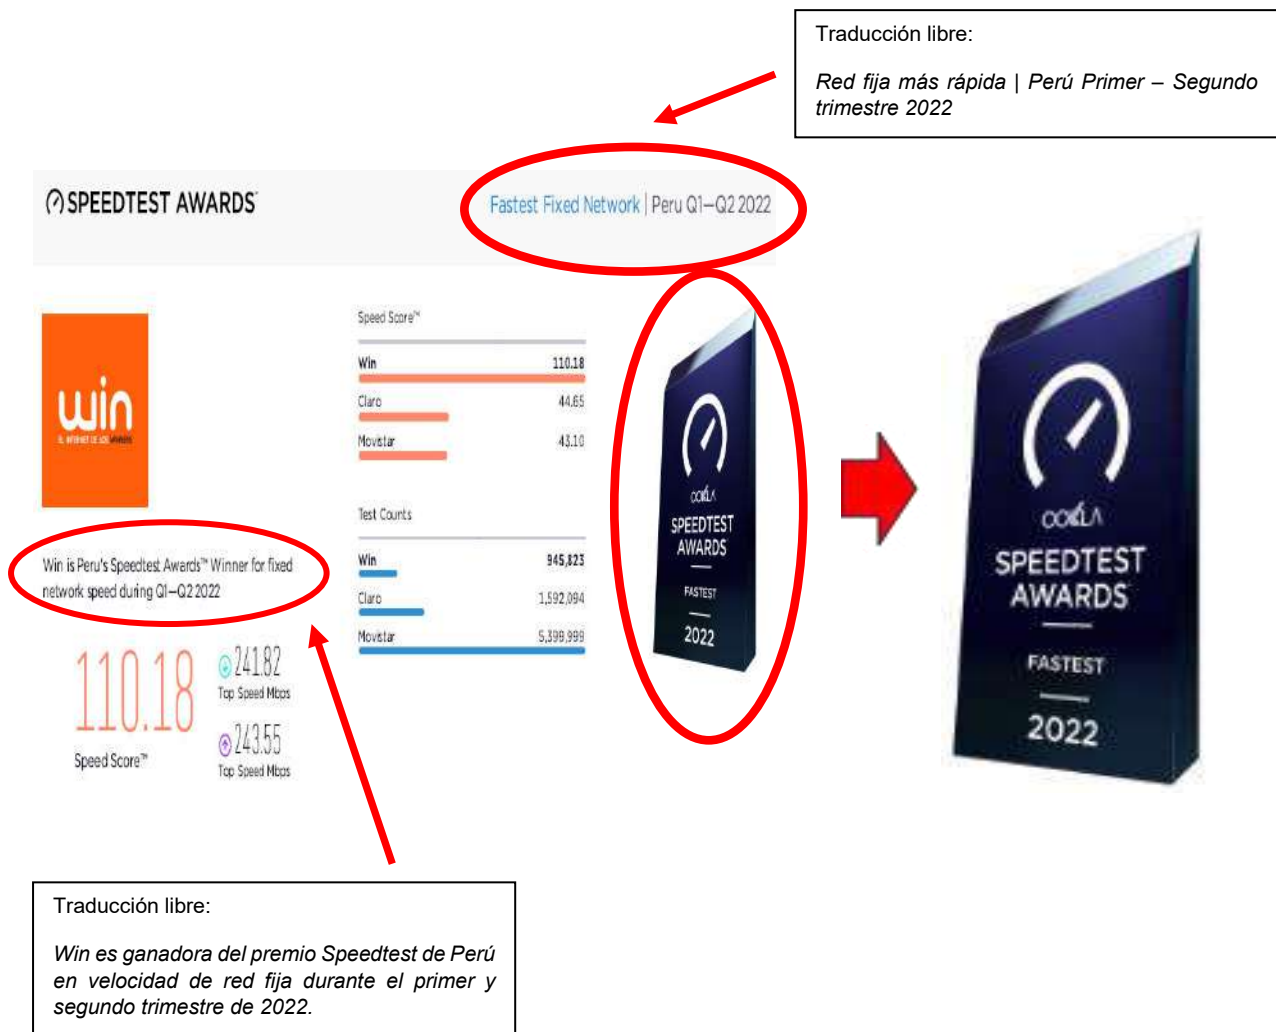 Traducción libre:
Red fija más rápida | Perú Primer – Segundo
trimestre 2022
SPEEDTEST AWARDS
Fastest Fixed Network | Peru Q1–Q2 2022
win
EL INTERNET DE LOS WINNERS
Win is Peru's Speedtest Awards™ Winner for fixed
network speed during Q1–Q2 2022
110.18
Speed Score™
241.82
Top Speed Mbps
243.55
Top Speed Mbps
Speed Score™
Win 110.18
Claro 44.65
Movistar 43.10
Test Counts
Win 945,823
Claro 1,592,094
Movistar 5,399,999
OOKLA
SPEEDTEST
AWARDS
FASTEST
2022
OOKLA
SPEEDTEST
AWARDS
FASTEST
2022
Traducción libre:
Win es ganadora del premio Speedtest de Perú
en velocidad de red fija durante el primer y
segundo trimestre de 2022.